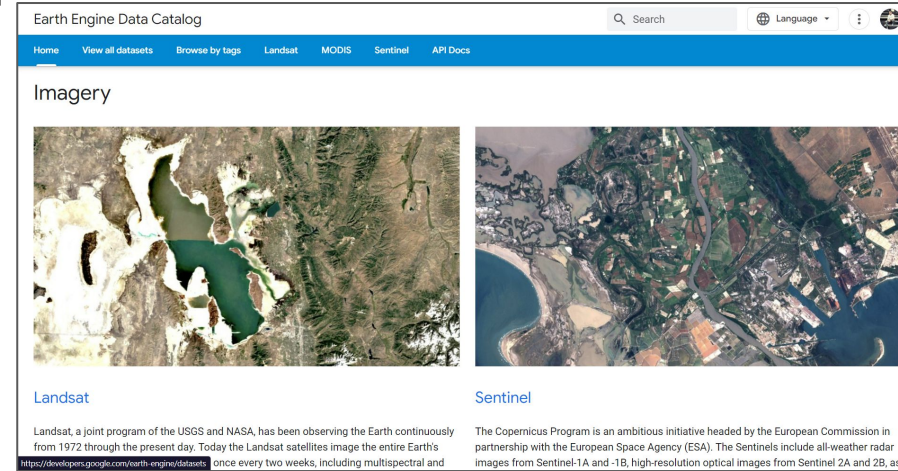 Earth Engine Data Catalog
Search
Language
Home View all datasets Browse by tags Landsat MODIS Sentinel API Docs
Imagery
Landsat
Landsat, a joint program of the USGS and NASA, has been observing the Earth continuously
from 1972 through the present day. Today the Landsat satellites image the entire Earth's
https://developers.google.com/earth-engine/datasets once every two weeks, including multispectral and
Sentinel
The Copernicus Program is an ambitious initiative headed by the European Commission in
partnership with the European Space Agency (ESA). The Sentinels include all-weather radar
images from Sentinel-1A and -1B, high-resolution optical images from Sentinel 2A and 2B, as